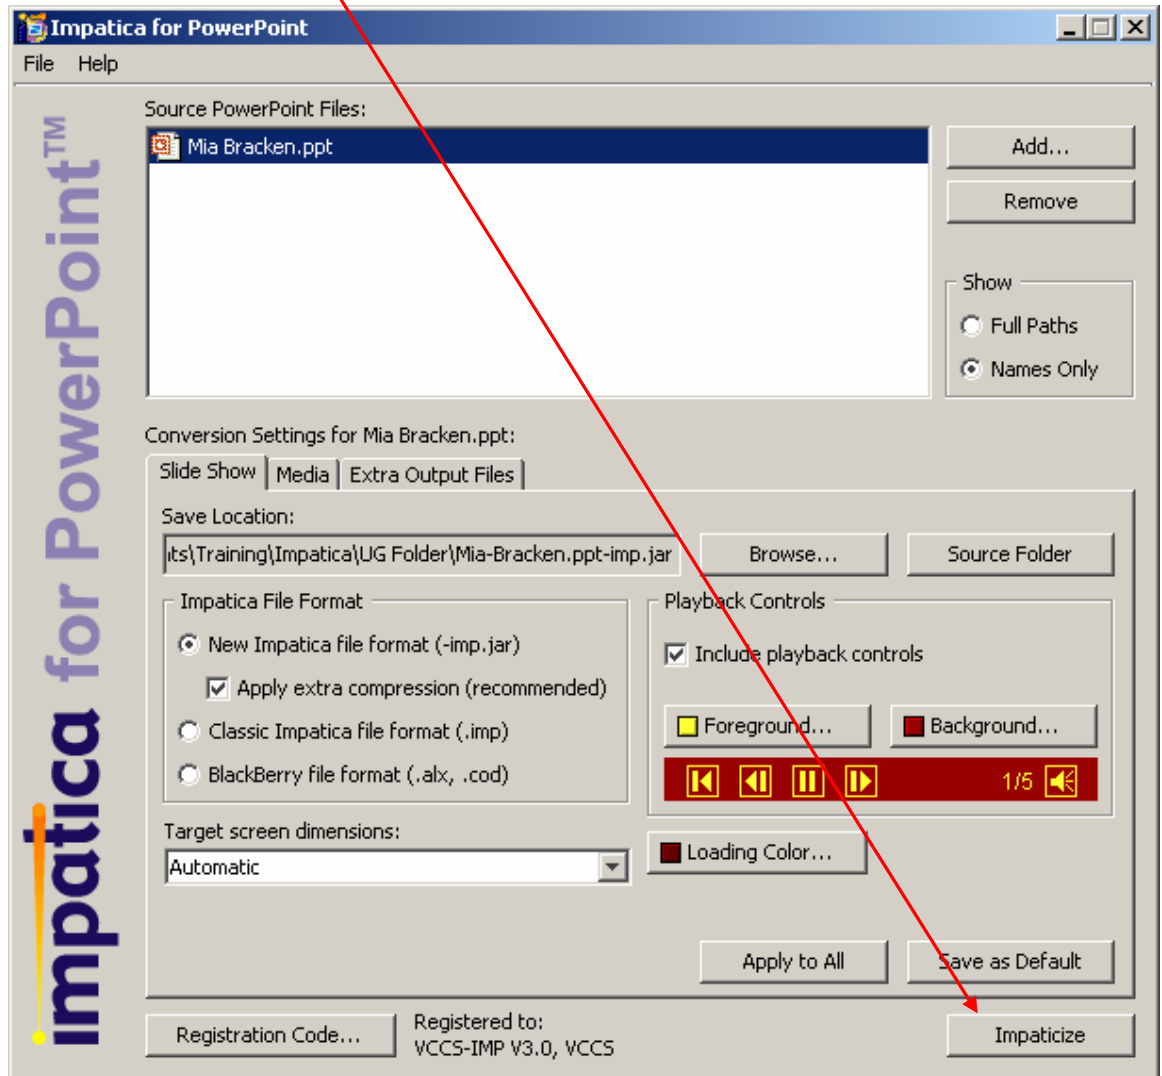 Impatica for PowerPoint
File Help
impatica for PowerPoint™
Source PowerPoint Files:
Mia Bracken.ppt
Add...
Remove
Show
Full Paths
Names Only
Conversion Settings for Mia Bracken.ppt:
Slide Show Media Extra Output Files
Save Location:
its\Training\Impatica\UG Folder\Mia-Bracken.ppt-imp.jar Browse... Source Folder
Impatica File Format
New Impatica file format (-imp.jar)
Apply extra compression (recommended)
Classic Impatica file format (.imp)
BlackBerry file format (.alx, .cod)
Target screen dimensions:
Automatic
Playback Controls
Include playback controls
Foreground... Background...
1/5
Loading Color...
Apply to All Save as Default
Registration Code...
Registered to:
VCCS-IMP V3.0, VCCS
Impaticize